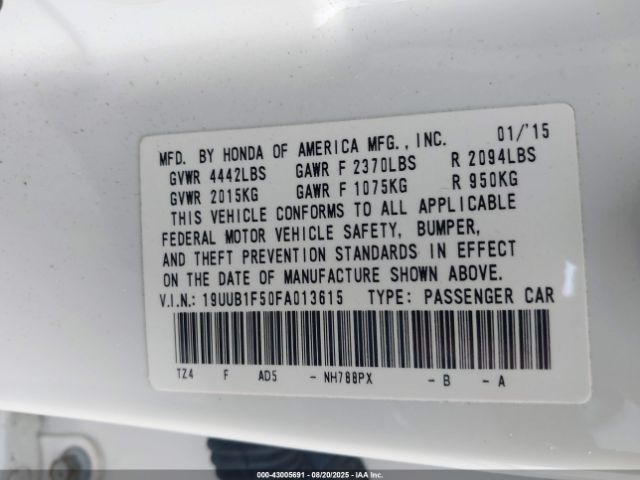 MFD. BY HONDA OF AMERICA MFG., INC. 01/'15
GVWR 4442LBS GAWR F 2370LBS R 2094LBS
GVWR 2015KG GAWR F 1075KG R 950KG
THIS VEHICLE CONFORMS TO ALL APPLICABLE
FEDERAL MOTOR VEHICLE SAFETY, BUMPER,
AND THEFT PREVENTION STANDARDS IN EFFECT
ON THE DATE OF MANUFACTURE SHOWN ABOVE.
V.I.N.: 19UUB1F50FA013615 TYPE: PASSENGER CAR
TZ4 F AD5 - NH788PX - B - A
000-43005691 - 08/20/2025 - IAA, Inc.